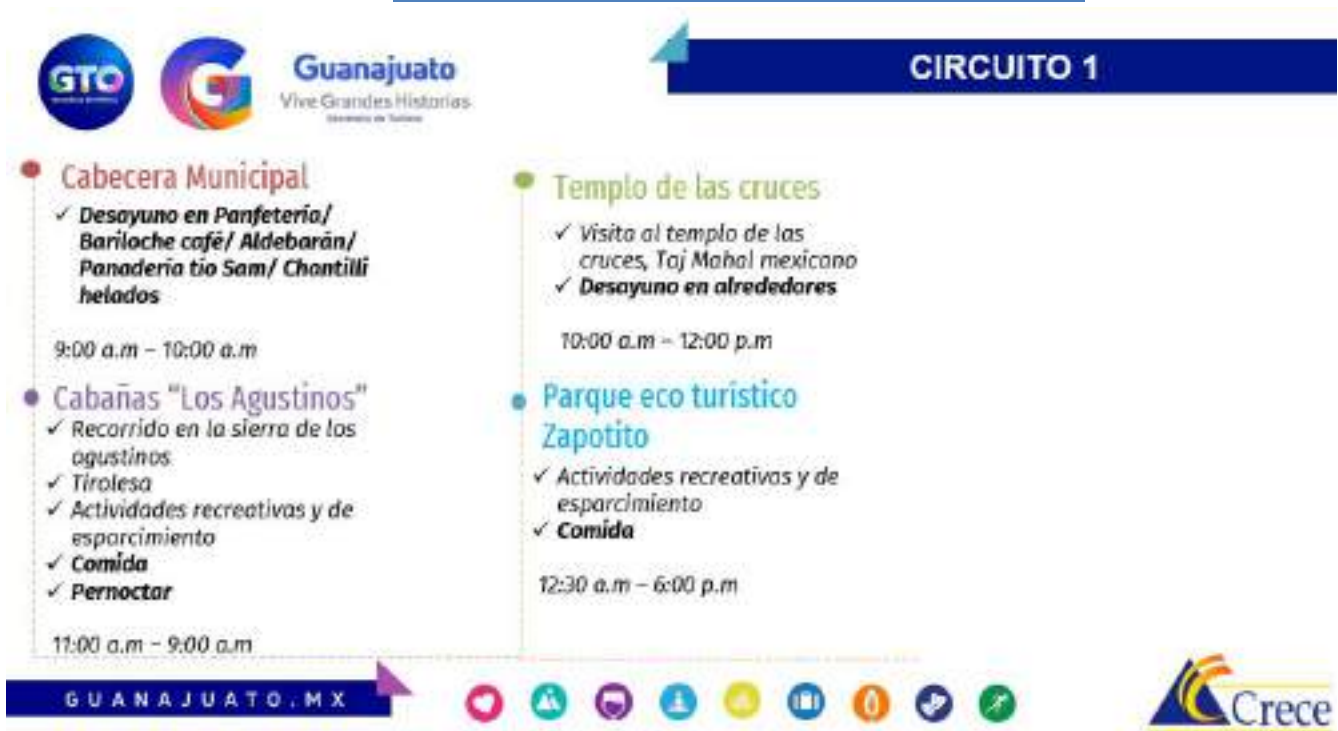 GTO
Guanajuato
Vive Grandes Historias
Secretaría de Turismo
CIRCUITO 1
Cabecera Municipal
✓ Desayuno en Panfetería/
Bariloche café/ Aldebarán/
Panadería tío Sam/ Chantilli
helados
9:00 a.m – 10:00 a.m
Cabañas "Los Agustinos"
✓ Recorrido en la sierra de los
agustinos
✓ Tirolesa
✓ Actividades recreativas y de
esparcimiento
✓ Comida
✓ Pernoctar
11:00 a.m – 9:00 a.m
Templo de las cruces
✓ Visita al templo de las
cruces, Taj Mahal mexicano
✓ Desayuno en alrededores
10:00 a.m – 12:00 p.m
Parque eco turístico
Zapotito
✓ Actividades recreativas y de
esparcimiento
✓ Comida
12:30 a.m – 6:00 p.m
GUANAJUATO.MX
Crece